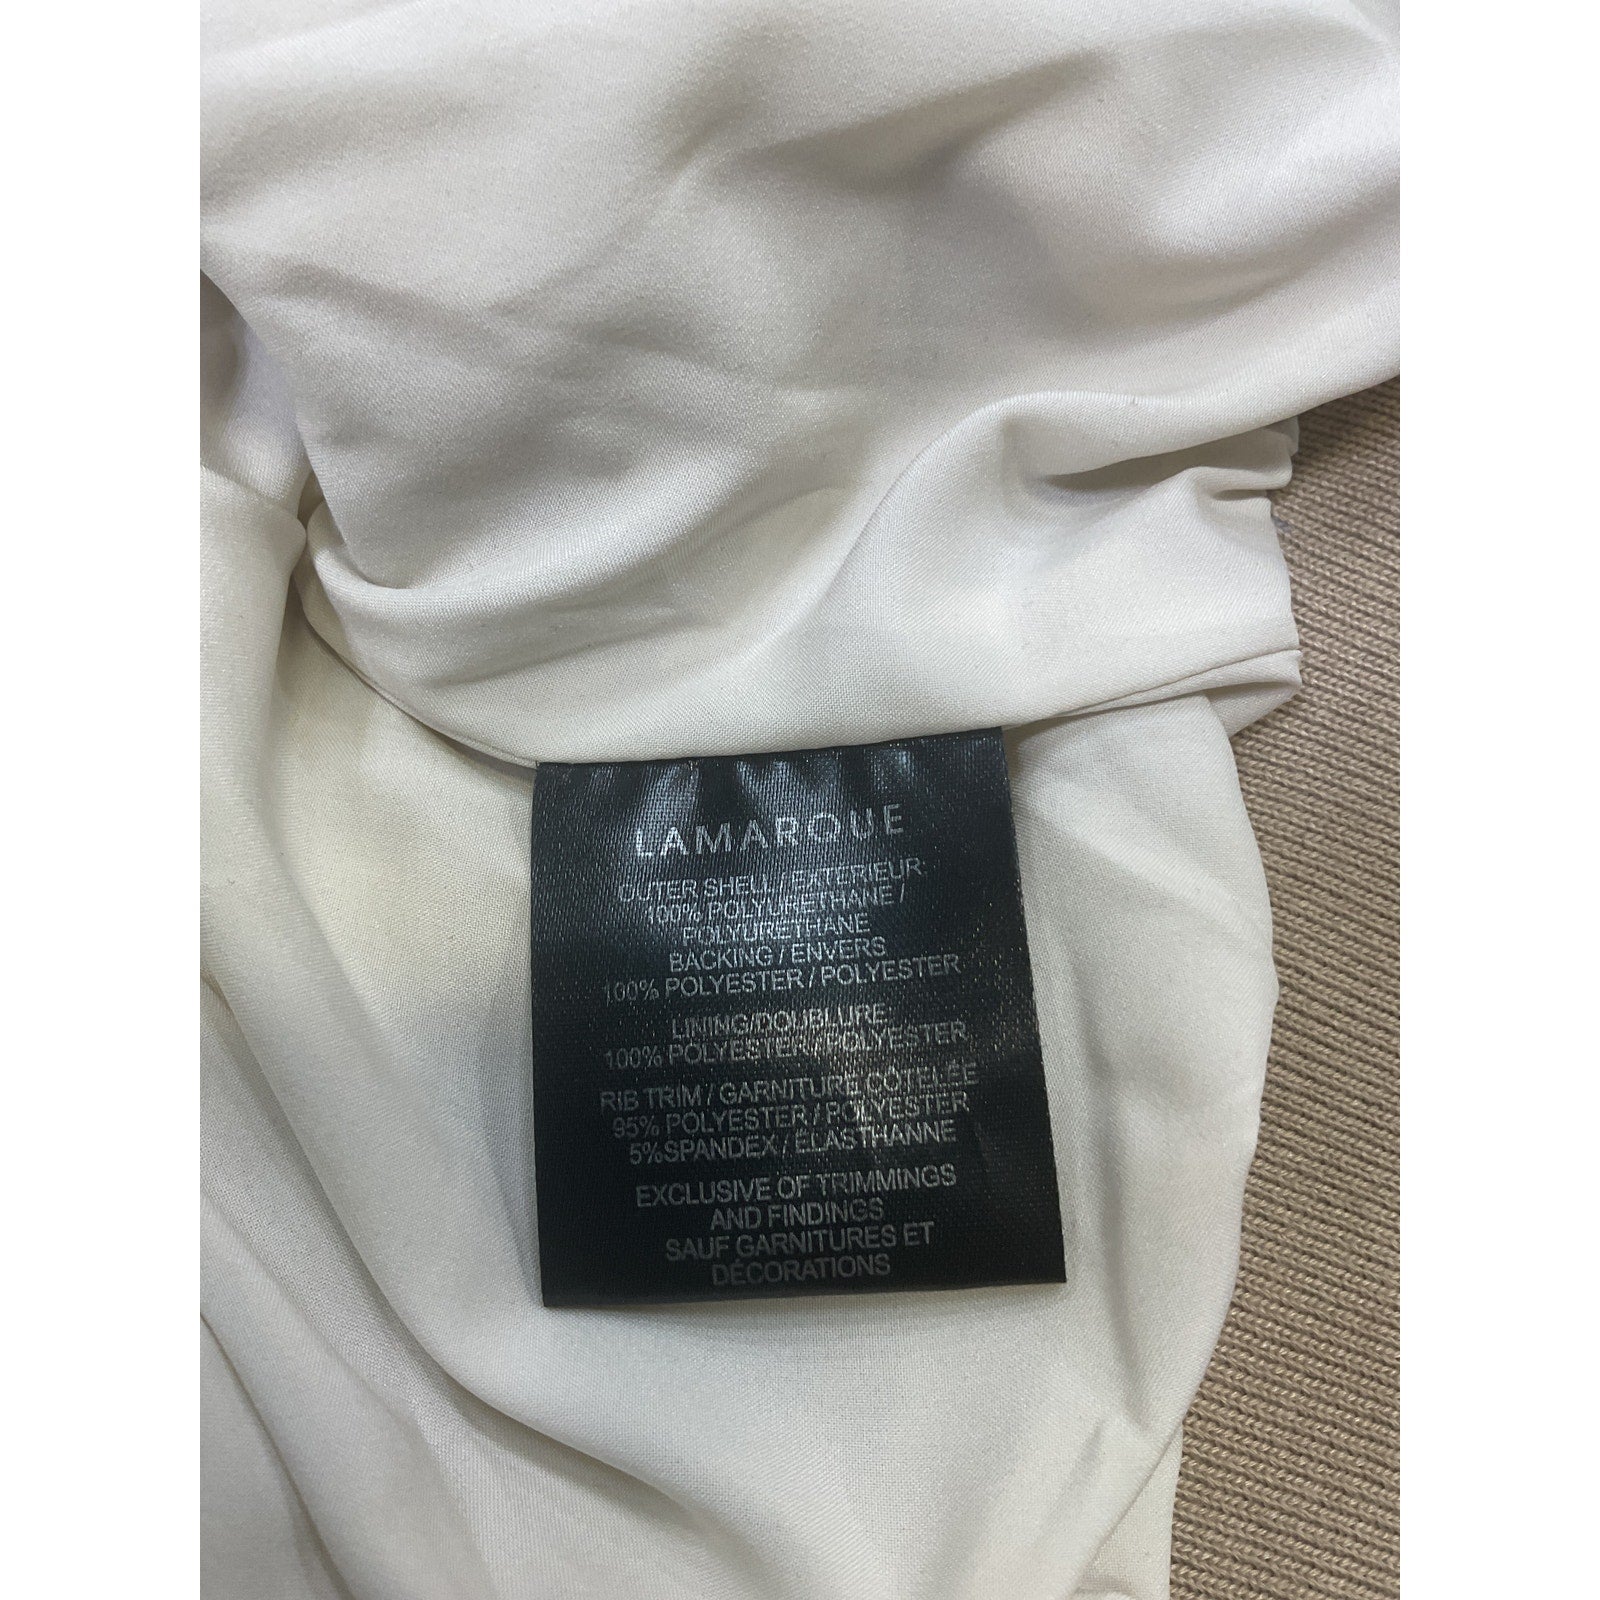 LAMARQUE
OUTER SHELL / EXTERIEUR:
100% POLYURETHANE /
POLYURETHANE
BACKING / ENVERS
100% POLYESTER / POLYESTER
LINING/DOUBLURE
100% POLYESTER / POLYESTER
RIB TRIM / GARNITURE CÔTELÉE
95% POLYESTER / POLYESTER
5%SPANDEX / ÉLASTHANNE
EXCLUSIVE OF TRIMMINGS
AND FINDINGS
SAUF GARNITURES ET
DÉCORATIONS